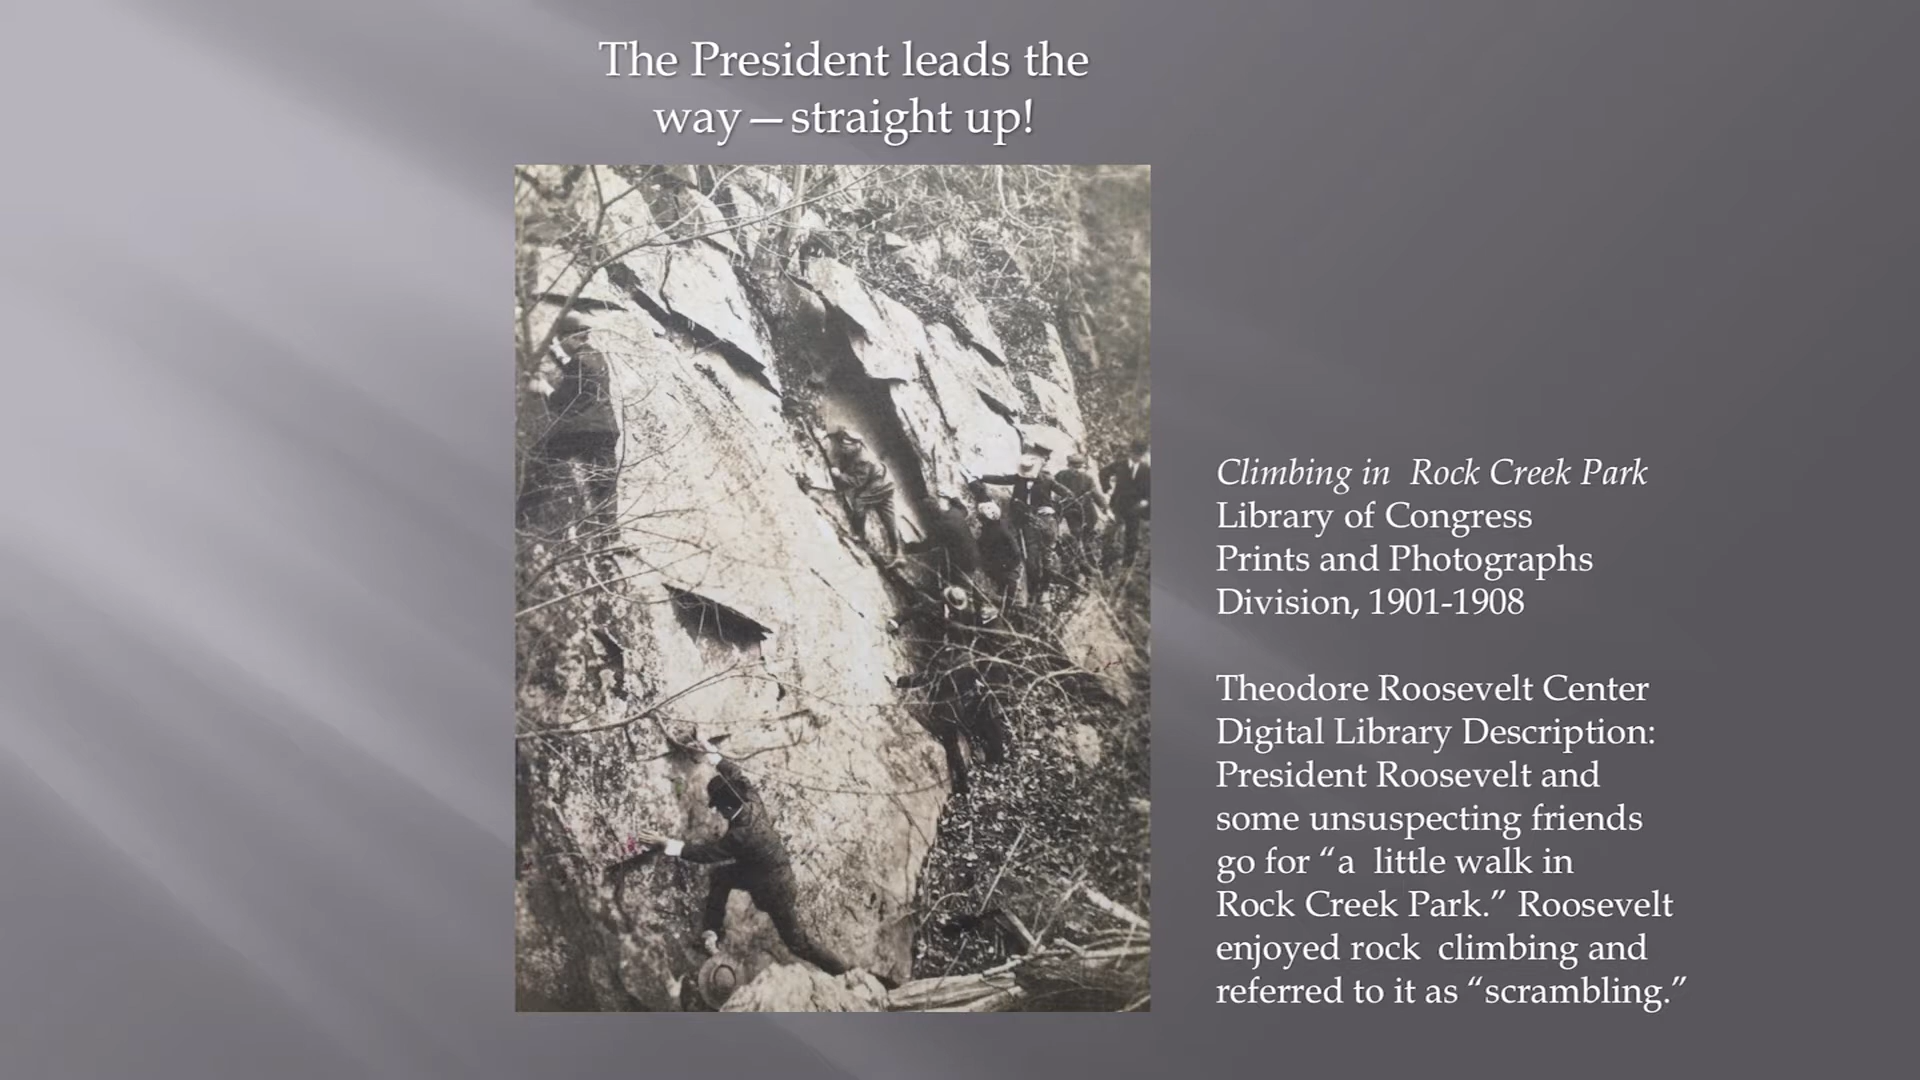 The President leads the
way—straight up!
Climbing in Rock Creek Park
Library of Congress
Prints and Photographs
Division, 1901-1908
Theodore Roosevelt Center
Digital Library Description:
President Roosevelt and
some unsuspecting friends
go for “a little walk in
Rock Creek Park.” Roosevelt
enjoyed rock climbing and
referred to it as “scrambling.”